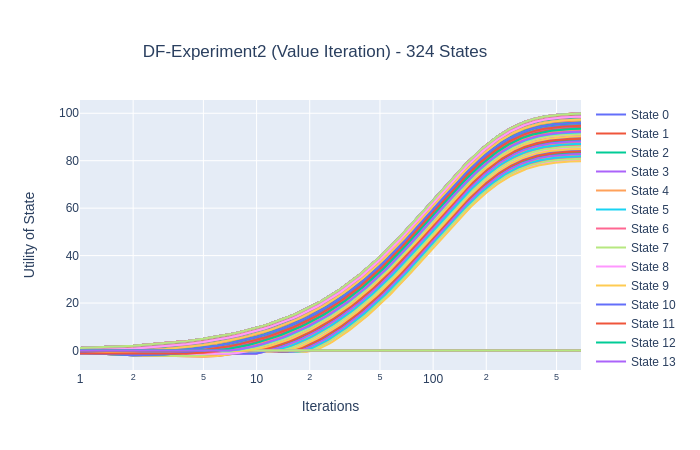 DF-Experiment2 (Value Iteration) - 324 States
Utility of State
100
80
60
40
20
0
1
2
5
10
2
5
100
2
5
Iterations
State 0
State 1
State 2
State 3
State 4
State 5
State 6
State 7
State 8
State 9
State 10
State 11
State 12
State 13